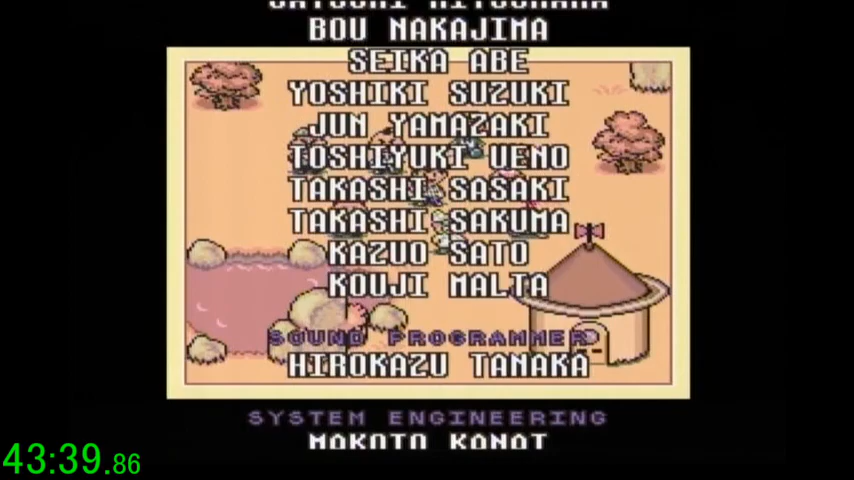 BOU NAKAJIMA
SEIKA ABE
YOSHIKI SUZUKI
JUN YAMAZAKI
TOSHIYUKI UENO
TAKASHI SASAKI
TAKASHI SAKUMA
KAZUO SATO
KOUJI MALTA
SOUND PROGRAMMER
HIROKAZU TANAKA
SYSTEM ENGINEERING
MAKOTO
43:39.86